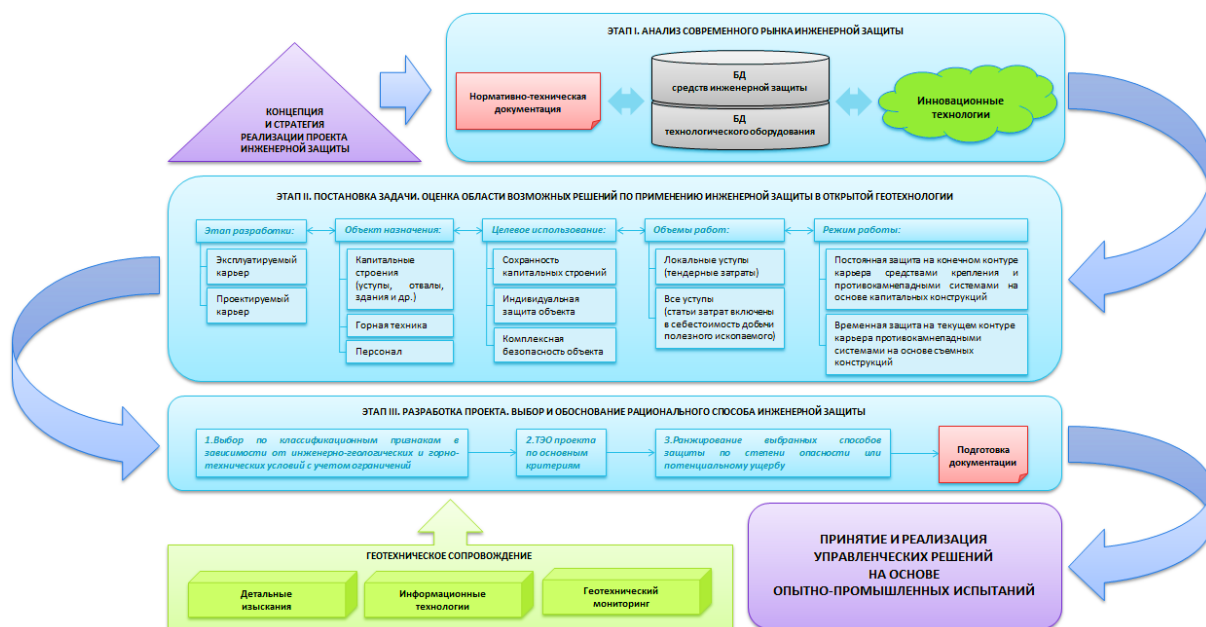 КОНЦЕПЦИЯ
И СТРАТЕГИЯ
РЕАЛИЗАЦИИ ПРОЕКТА
ИНЖЕНЕРНОЙ ЗАЩИТЫ
ЭТАП I. АНАЛИЗ СОВРЕМЕННОГО РЫНКА ИНЖЕНЕРНОЙ ЗАЩИТЫ
Нормативно-техническая
документация
БД
средств инженерной защиты
БД
технологического оборудования
Инновационные
технологии
ЭТАП II. ПОСТАНОВКА ЗАДАЧИ. ОЦЕНКА ОБЛАСТИ ВОЗМОЖНЫХ РЕШЕНИЙ ПО ПРИМЕНЕНИЮ ИНЖЕНЕРНОЙ ЗАЩИТЫ В ОТКРЫТОЙ ГЕОТЕХНОЛОГИИ
Этап разработки:
Эксплуатируемый
карьер
Проектируемый
карьер
Объект назначения:
Капитальные
строения
(уступы, отвалы,
здания и др.)
Горная техника
Персонал
Целевое использование:
Сохранность
капитальных строений
Индивидуальная
защита объекта
Комплексная
безопасность объекта
Объемы работ:
Локальные уступы
(тендерные затраты)
Все уступы
(статьи затрат включены
в себестоимость добычи
полезного ископаемого)
Режим работы:
Постоянная защита на конечном контуре
карьера средствами крепления и
противокамнепадными системами на
основе капитальных конструкций
Временная защита на текущем контуре
карьера противокамнепадными
системами на основе съемных
конструкций
ЭТАП III. РАЗРАБОТКА ПРОЕКТА. ВЫБОР И ОБОСНОВАНИЕ РАЦИОНАЛЬНОГО СПОСОБА ИНЖЕНЕРНОЙ ЗАЩИТЫ
1.Выбор по классификационным признакам в
зависимости от инженерно-геологических и горно-
технических условий с учетом ограничений
2.ТЭО проекта
по основным
критериям
3.Ранжирование выбранных способов
защиты по степени опасности или
потенциальному ущербу
Подготовка
документации
ГЕОТЕХНИЧЕСКОЕ СОПРОВОЖДЕНИЕ
Детальные
изыскания
Информационные
технологии
Геотехнический
мониторинг
ПРИНЯТИЕ И РЕАЛИЗАЦИЯ
УПРАВЛЕНЧЕСКИХ РЕШЕНИЙ
НА ОСНОВЕ
ОПЫТНО-ПРОМЫШЛЕННЫХ ИСПЫТАНИЙ